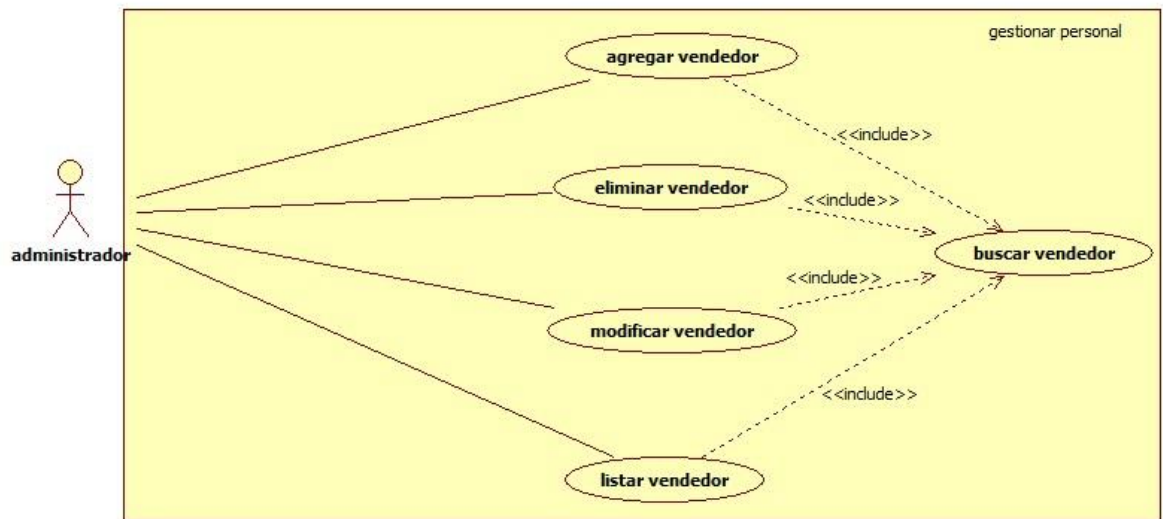 gestionar personal
agregar vendedor
<<include>>
eliminar vendedor
<<include>>
administrador
buscar vendedor
<<include>>
modificar vendedor
<<include>>
listar vendedor